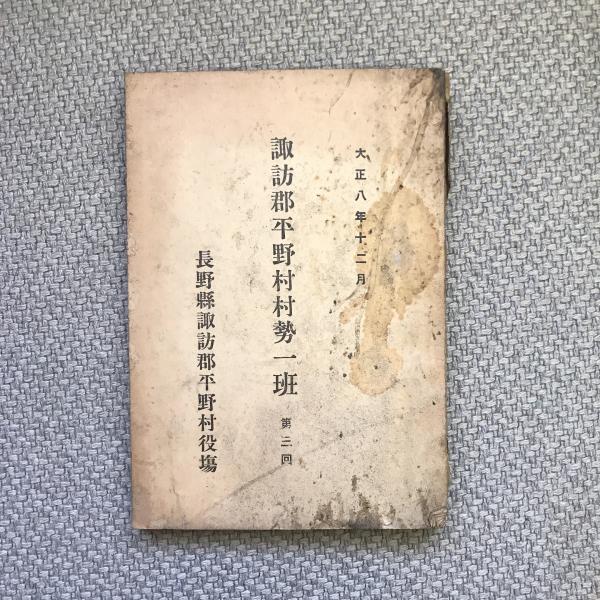 大正八年十二月
諏訪郡平野村村勢一班 第三回
長野縣諏訪郡平野村役塲